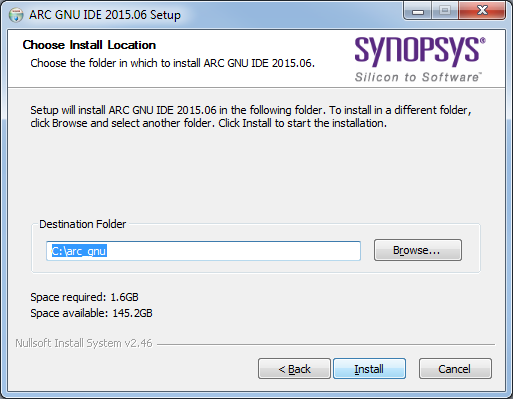 ARC GNU IDE 2015.06 Setup
Choose Install Location
Choose the folder in which to install ARC GNU IDE 2015.06.
SYNOPSYS®
Silicon to Software™
Setup will install ARC GNU IDE 2015.06 in the following folder. To install in a different folder,
click Browse and select another folder. Click Install to start the installation.
Destination Folder
C:\arc_gnu
Browse...
Space required: 1.6GB
Space available: 145.2GB
Nullsoft Install System v2.46
< Back
Install
Cancel